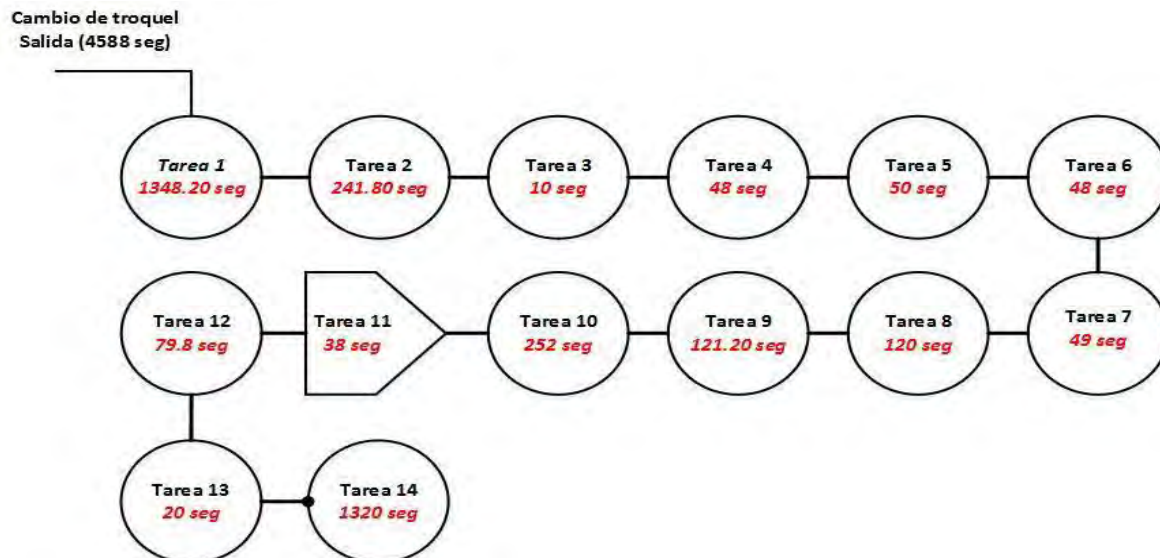 Cambio de troquel
Salida (4588 seg)
Tarea 1
1348.20 seg
Tarea 2
241.80 seg
Tarea 3
10 seg
Tarea 4
48 seg
Tarea 5
50 seg
Tarea 6
48 seg
Tarea 12
79.8 seg
Tarea 11
38 seg
Tarea 10
252 seg
Tarea 9
121.20 seg
Tarea 8
120 seg
Tarea 7
49 seg
Tarea 13
20 seg
Tarea 14
1320 seg